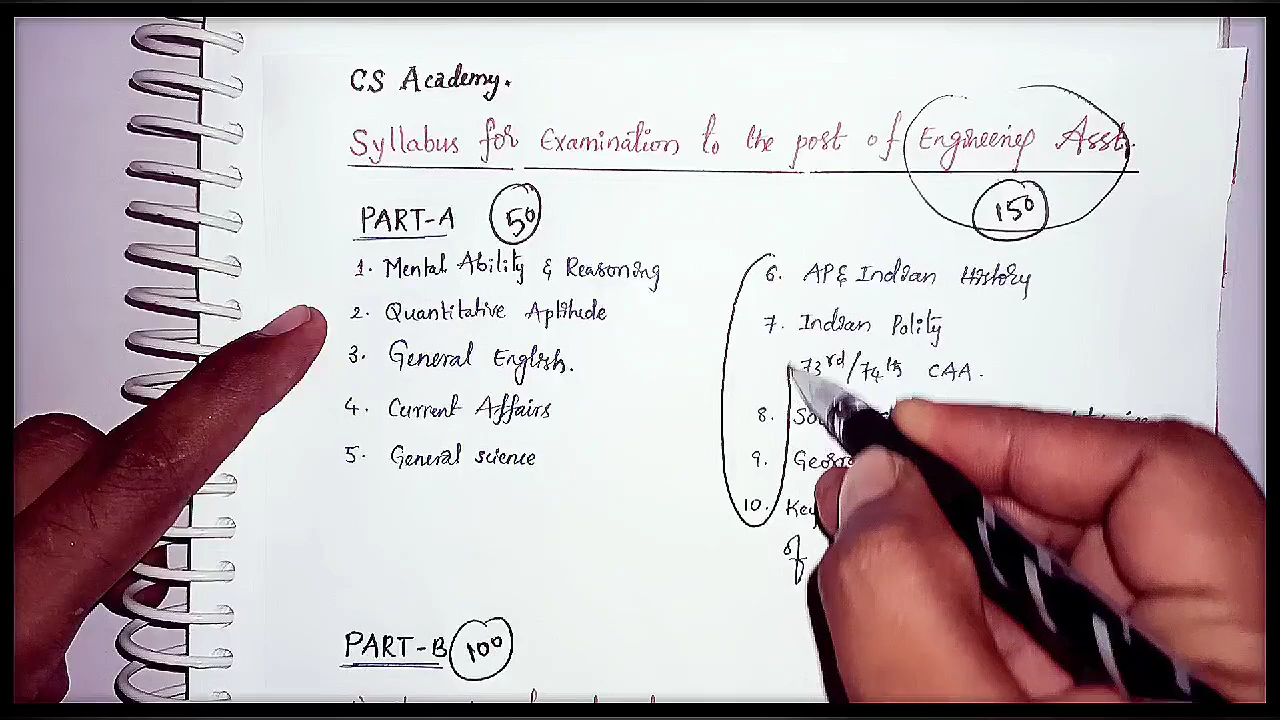 CS Academy.
Syllabus for Examination to the post of Engineering Asst.
150
PART-A 50
1. Mental Ability & Reasoning
2. Quantitative Aptitude
3. General English.
4. Current Affairs
5. General science
6. AP & Indian History
7. Indian Polity
73rd/74th CAA.
8.
9.
10.
of
PART-B 100